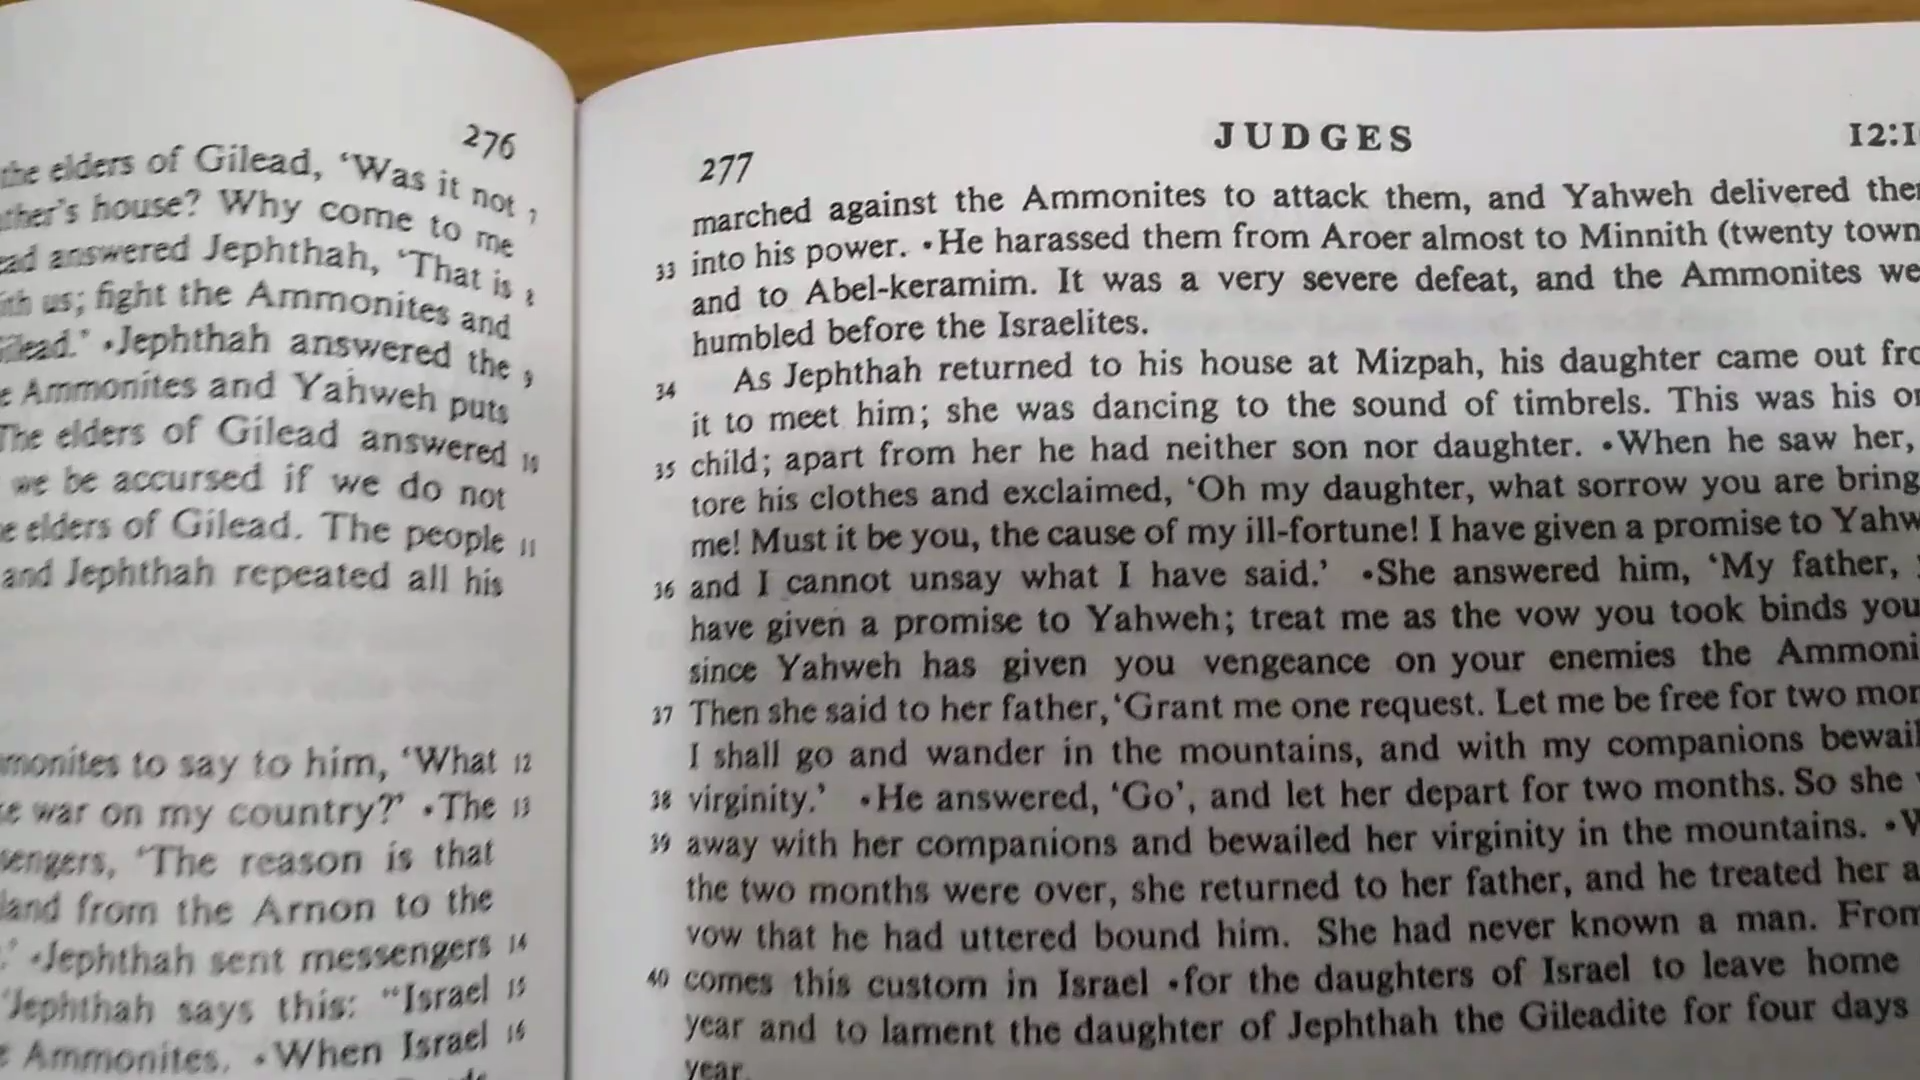 276
the elders of Gilead, ‘Was it not 7
house? Why come to me
answered Jephthah, ‘That is 8
us; fight the Ammonites and
•Jephthah answered the 9
Ammonites and Yahweh puts
The elders of Gilead answered 10
we be accursed if we do not
elders of Gilead. The people 11
and Jephthah repeated all his
to say to him, ‘What 12
war on my country?’ •The 13
‘The reason is that
land from the Arnon to the
•Jephthah sent messengers 14
‘Jephthah says this: “Israel 15
Ammonites. •When Israel 16
277 JUDGES 12:1
marched against the Ammonites to attack them, and Yahweh delivered
33 into his power. •He harassed them from Aroer almost to Minnith (twenty
and to Abel-keramim. It was a very severe defeat, and the Ammonites
humbled before the Israelites.
34 As Jephthah returned to his house at Mizpah, his daughter came out
it to meet him; she was dancing to the sound of timbrels. This was his
35 child; apart from her he had neither son nor daughter. •When he saw her,
tore his clothes and exclaimed, ‘Oh my daughter, what sorrow you are
me! Must it be you, the cause of my ill-fortune! I have given a promise to
36 and I cannot unsay what I have said.’ •She answered him, ‘My father,
have given a promise to Yahweh; treat me as the vow you took binds you
since Yahweh has given you vengeance on your enemies the
37 Then she said to her father, ‘Grant me one request. Let me be free for two
I shall go and wander in the mountains, and with my companions
38 virginity.’ •He answered, ‘Go’, and let her depart for two months. So she
39 away with her companions and bewailed her virginity in the mountains. •
the two months were over, she returned to her father, and he treated her
vow that he had uttered bound him. She had never known a man. From
40 comes this custom in Israel •for the daughters of Israel to leave home
year and to lament the daughter of Jephthah the Gileadite for four days
year.